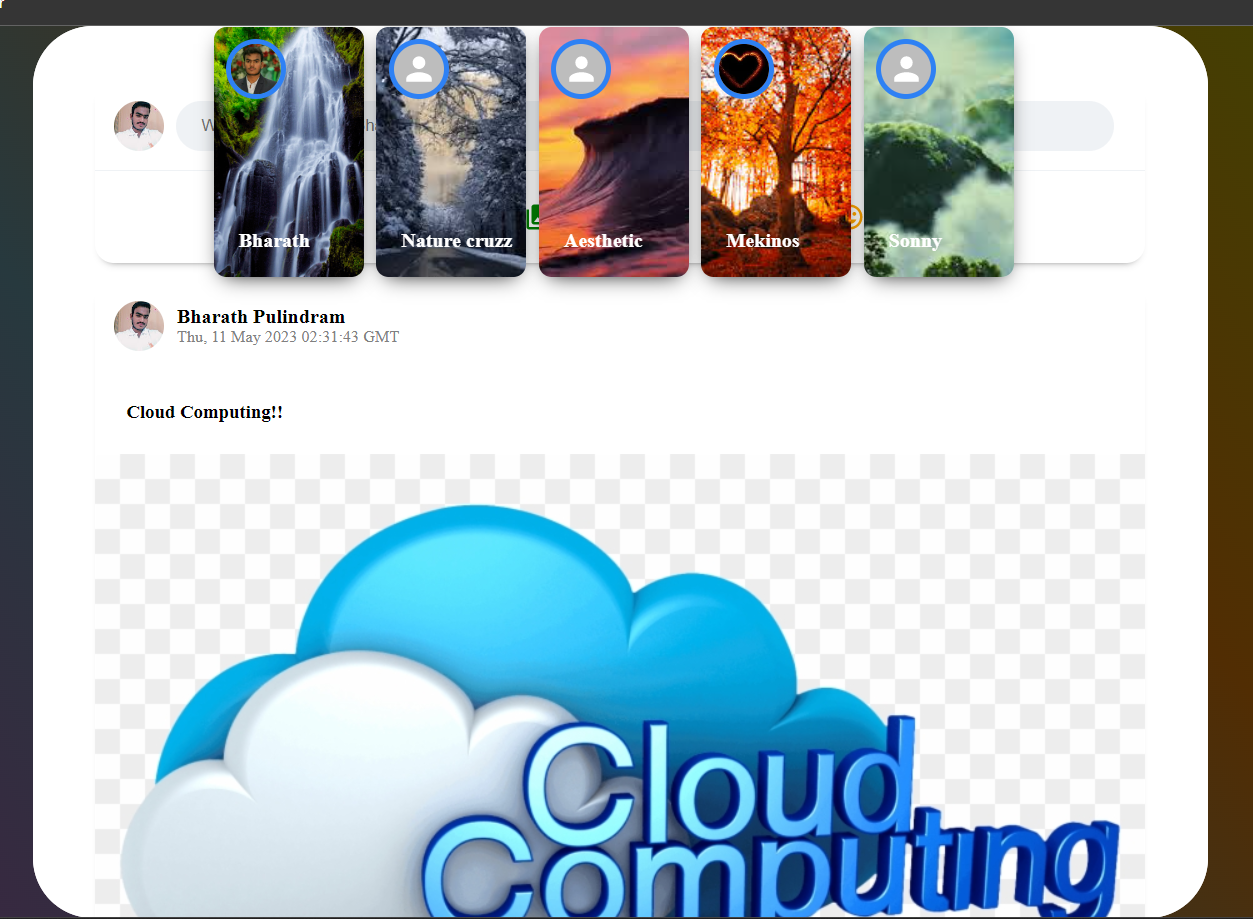 Bharath
Nature cruzz
Aesthetic
Mekinos
Sonny
Bharath Pulindram
Thu, 11 May 2023 02:31:43 GMT
Cloud Computing!!
Cloud
Computing